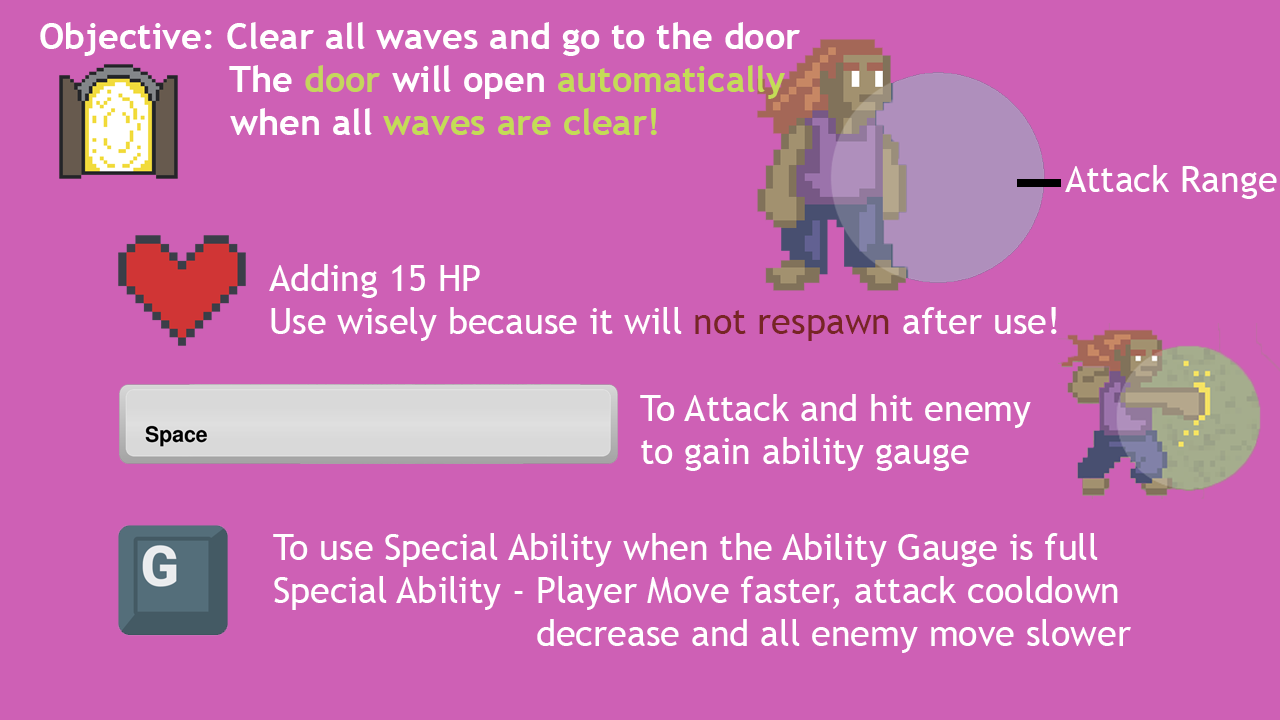 Objective: Clear all waves and go to the door
The door will open automatically
when all waves are clear!
Attack Range
Adding 15 HP
Use wisely because it will not respawn after use!
Space
To Attack and hit enemy
to gain ability gauge
G
To use Special Ability when the Ability Gauge is full
Special Ability - Player Move faster, attack cooldown
decrease and all enemy move slower